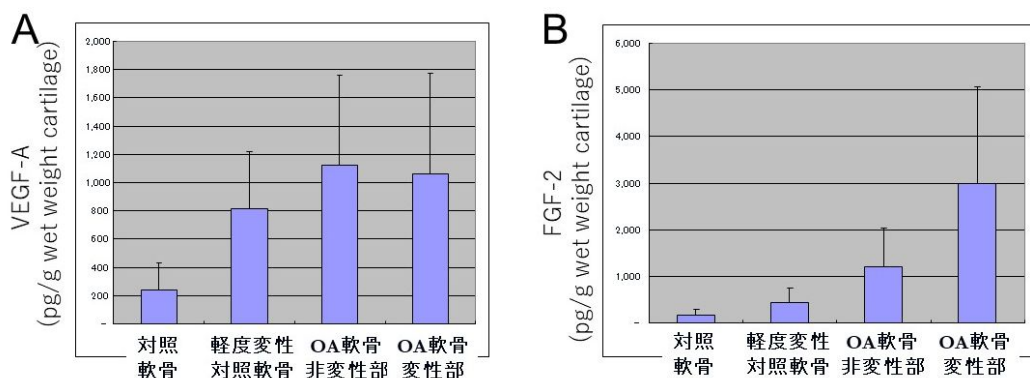 A
VEGF-A
(pg/g wet weight cartilage)
2,000
1,800
1,600
1,400
1,200
1,000
800
600
400
200
-
対照
軟骨
軽度変性
対照軟骨
OA軟骨
非変性部
OA軟骨
変性部
B
FGF-2
(pg/g wet weight cartilage)
6,000
5,000
4,000
3,000
2,000
1,000
-
対照
軟骨
軽度変性
対照軟骨
OA軟骨
非変性部
OA軟骨
変性部